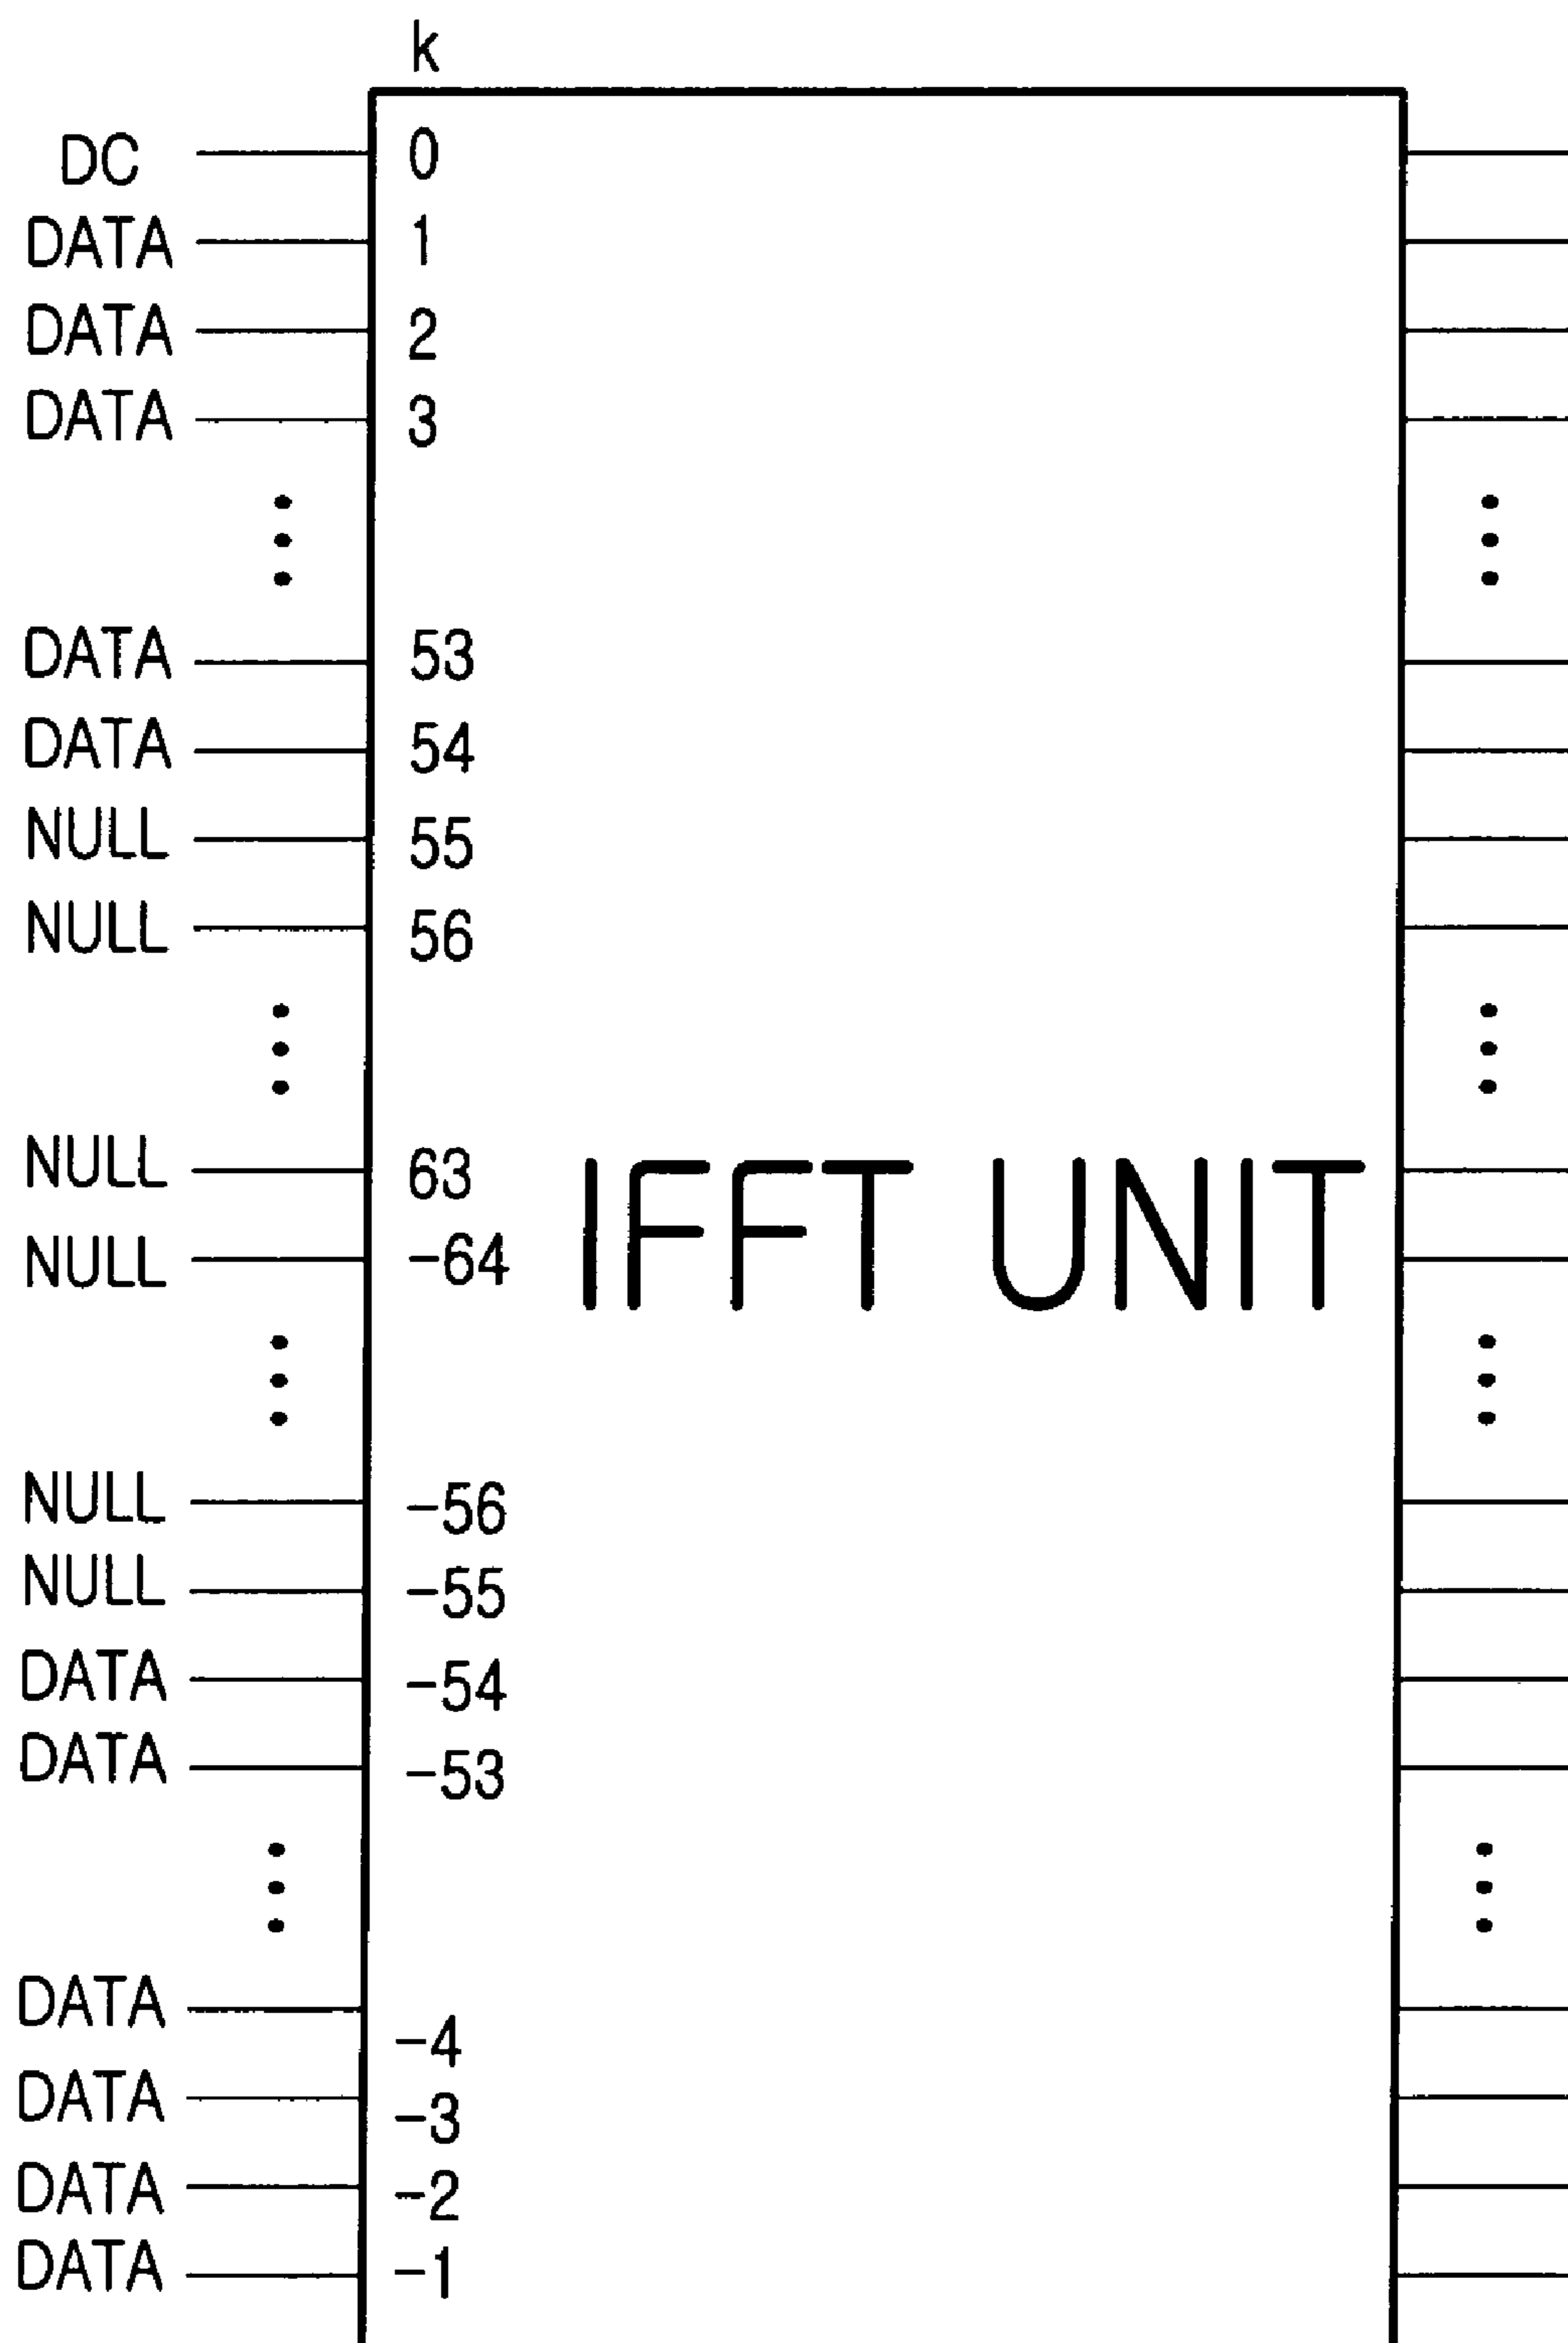 k
DC 0
DATA 1
DATA 2
DATA 3
DATA 53
DATA 54
NULL 55
NULL 56
NULL 63
IFFT UNIT
NULL -64
NULL -56
NULL -55
DATA -54
DATA -53
DATA -4
DATA -3
DATA -2
DATA -1